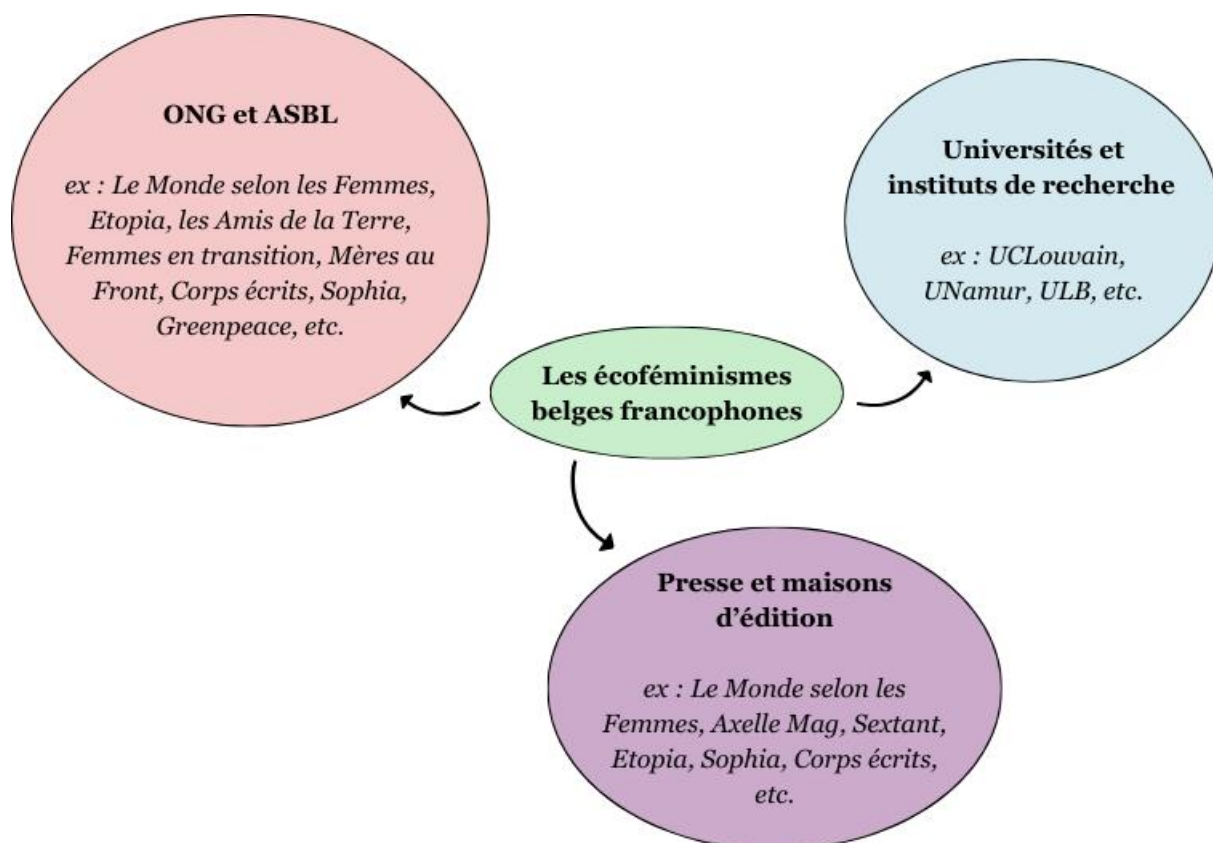 ONG et ASBL
ex : Le Monde selon les Femmes,
Etopia, les Amis de la Terre,
Femmes en transition, Mères au
Front, Corps écrits, Sophia,
Greenpeace, etc.
Universités et
instituts de recherche
ex : UCLouvain,
UNamur, ULB, etc.
Les écoféminismes
belges francophones
Presse et maisons
d’édition
ex : Le Monde selon les
Femmes, Axelle Mag, Sextant,
Etopia, Sophia, Corps écrits,
etc.